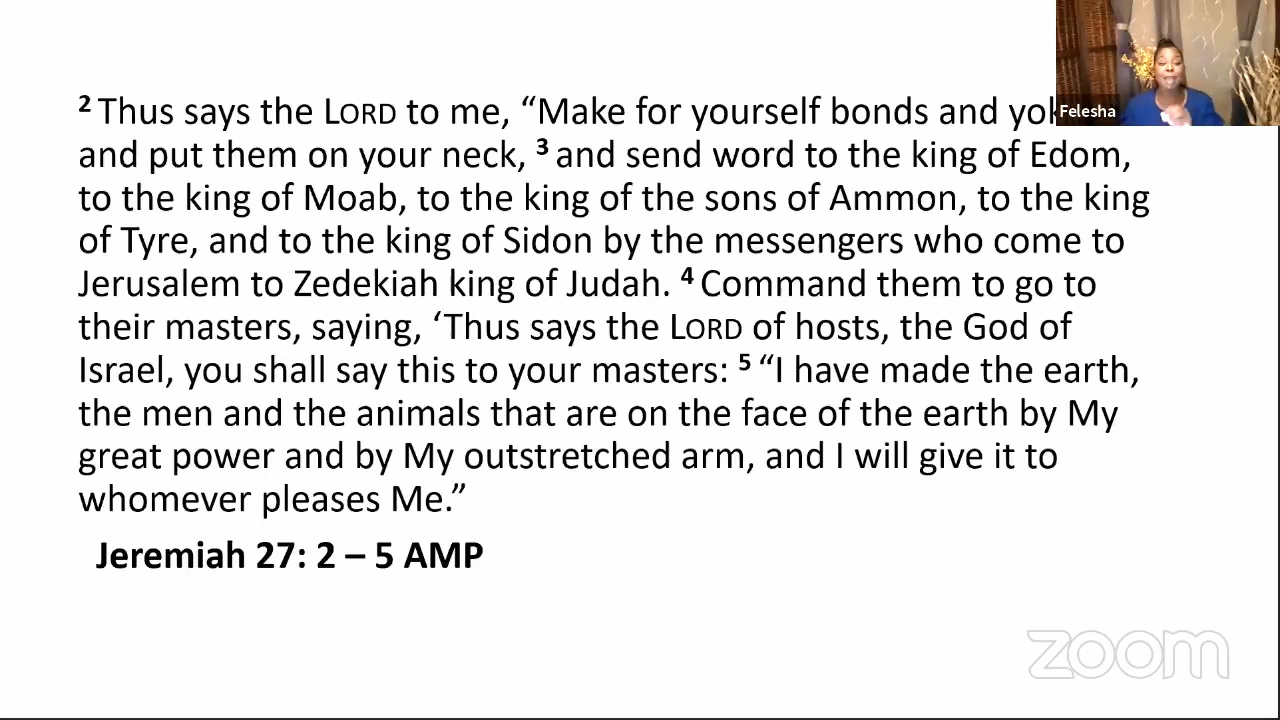 2 Thus says the LORD to me, “Make for yourself bonds and
and put them on your neck, 3 and send word to the king of Edom,
to the king of Moab, to the king of the sons of Ammon, to the king
of Tyre, and to the king of Sidon by the messengers who come to
Jerusalem to Zedekiah king of Judah. 4 Command them to go to
their masters, saying, ‘Thus says the LORD of hosts, the God of
Israel, you shall say this to your masters: 5 “I have made the earth,
the men and the animals that are on the face of the earth by My
great power and by My outstretched arm, and I will give it to
whomever pleases Me.”
Jeremiah 27: 2 – 5 AMP
Felesha
zoom